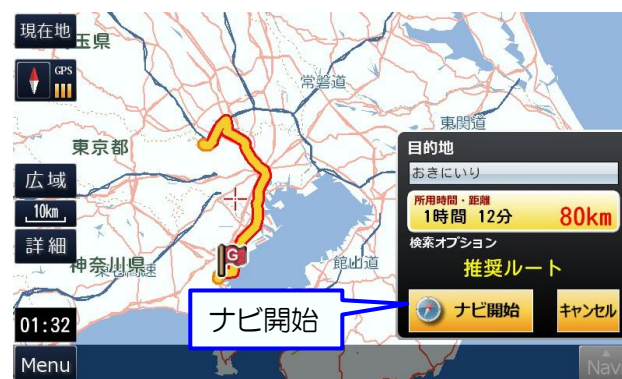 現在地
玉県
GPS
常磐道
東関道
東京都
広域
10km
詳細
神奈川県
館山道
01:32
Menu
目的地
おきにいり
所用時間・距離
1時間 12分 80km
検索オプション
推奨ルート
ナビ開始 キャンセル
ナビ開始
G
Nav